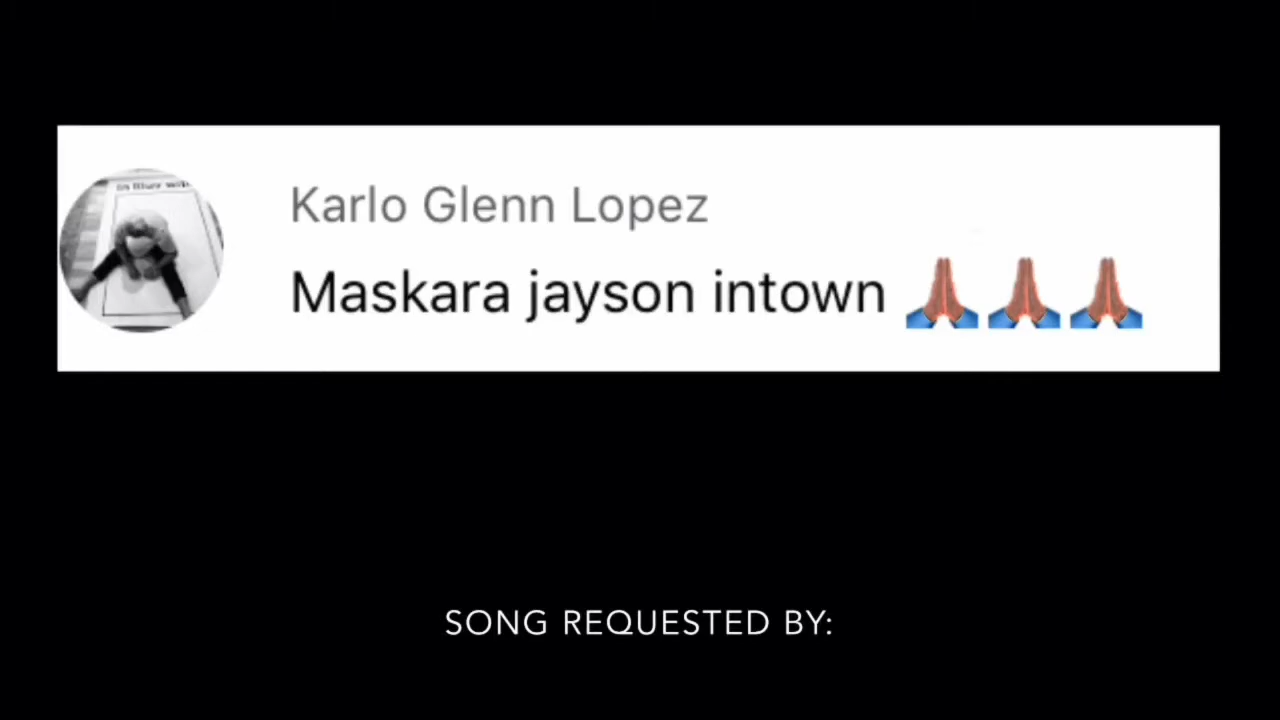 Karlo Glenn Lopez
Maskara jayson intown 🙏🏽🙏🏽🙏🏽
SONG REQUESTED BY: